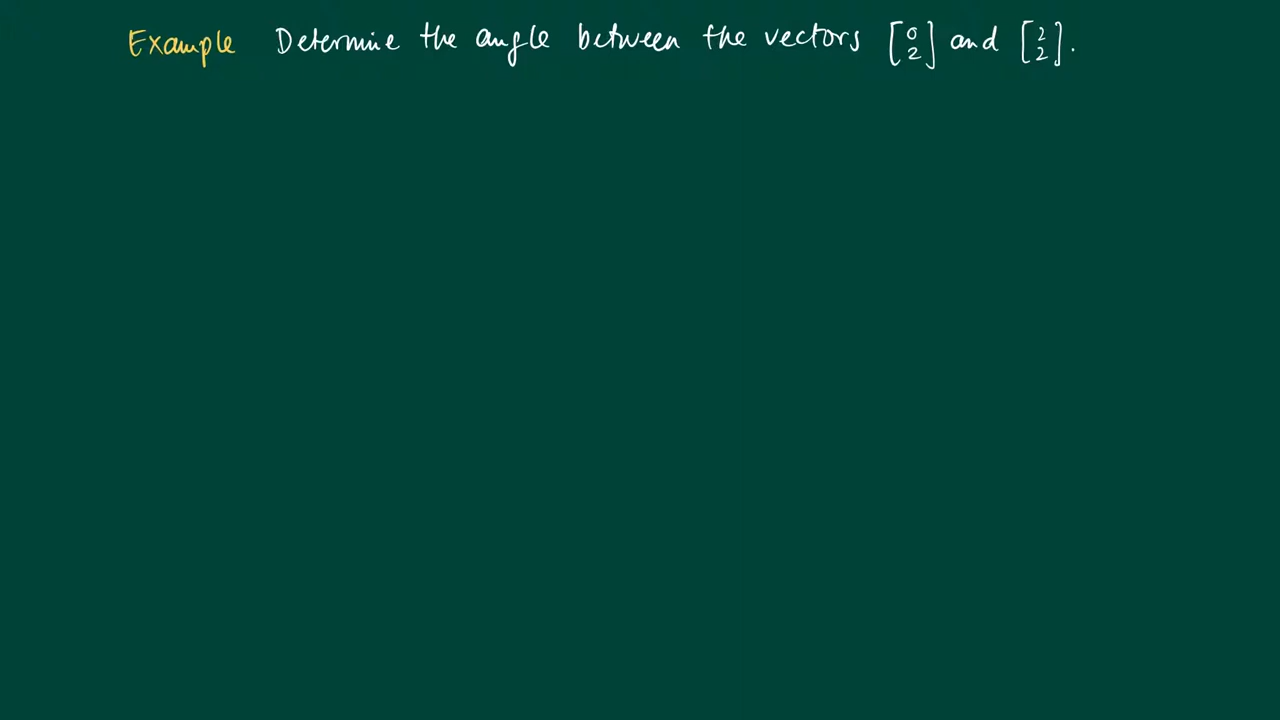 Example Determine the angle between the vectors [0 2] and [2 2].